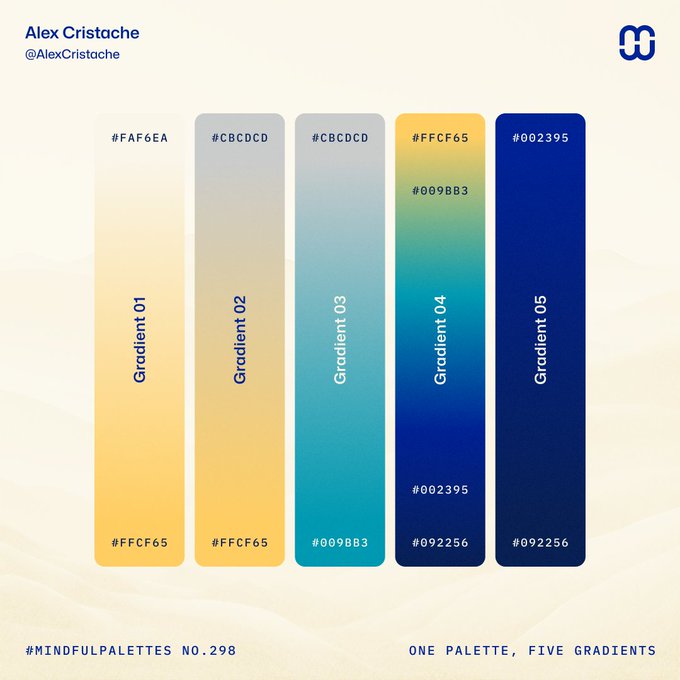 Alex Cristache
@AlexCristache
#FAF6EA
#CBCDCD
#CBCDCD
#FFCF65
#002395
#009BB3
Gradient 01
Gradient 02
Gradient 03
Gradient 04
Gradient 05
#002395
#FFCF65
#FFCF65
#009BB3
#092256
#092256
#MINDFULPALETTES NO.298
ONE PALETTE, FIVE GRADIENTS